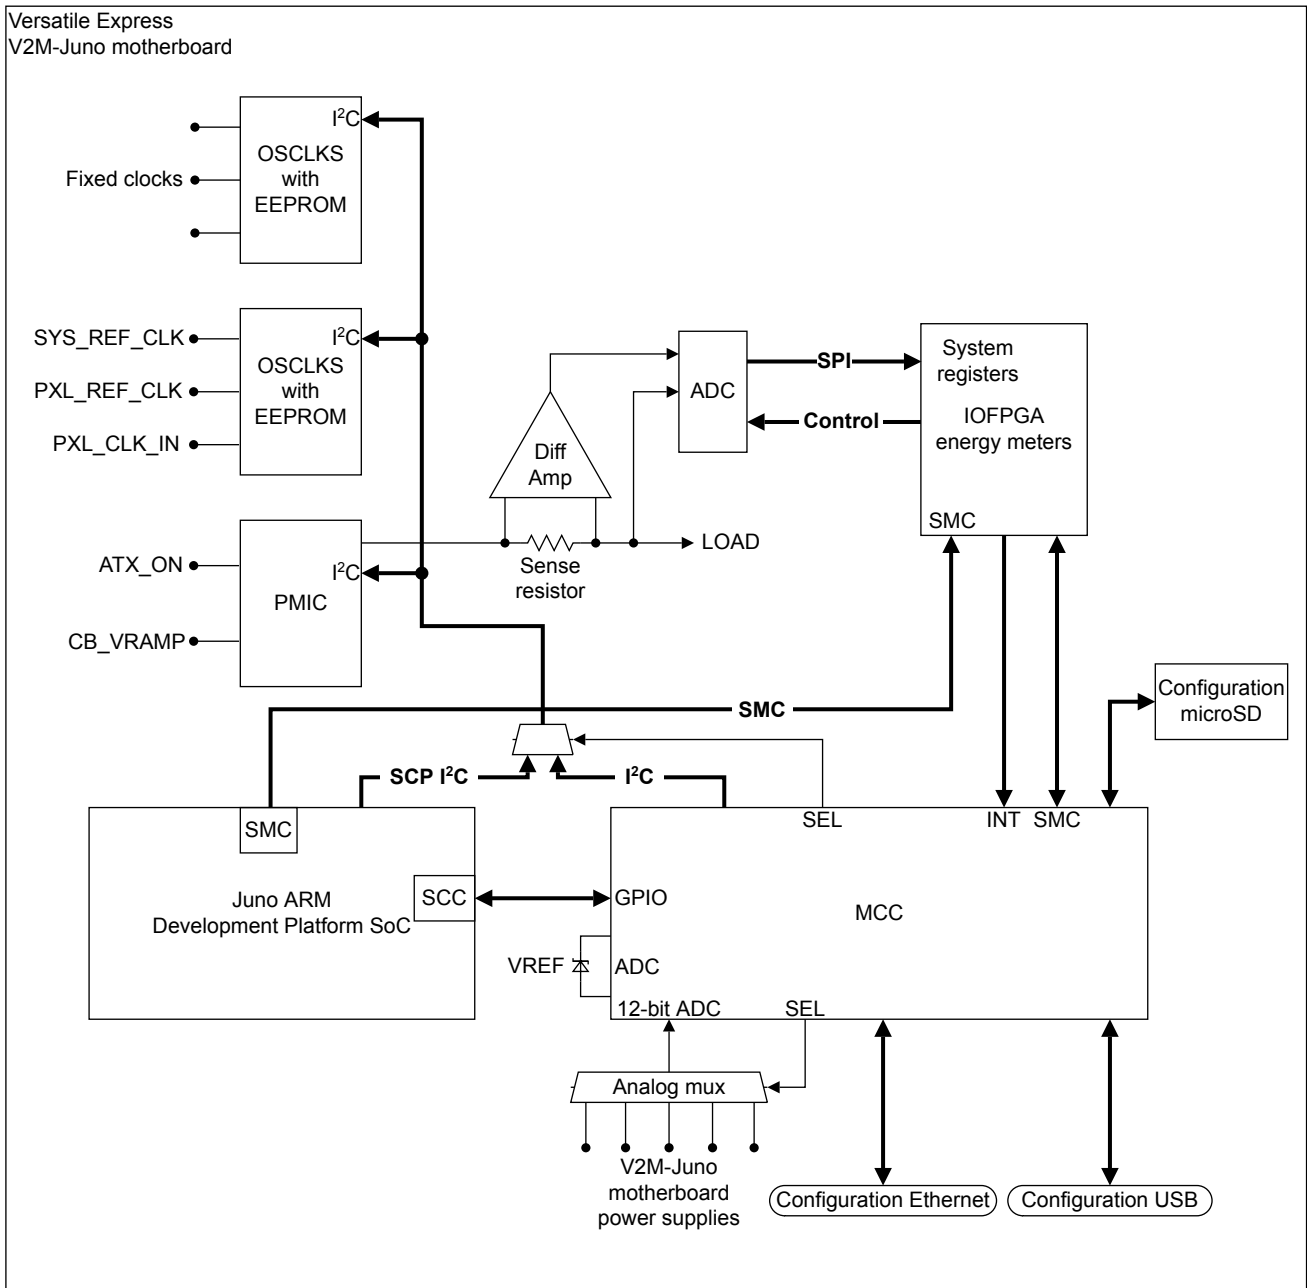 Versatile Express
V2M-Juno motherboard
I²C
OSCLKS
with
EEPROM
Fixed clocks
SYS_REF_CLK
PXL_REF_CLK
PXL_CLK_IN
I²C
OSCLKS
with
EEPROM
ADC
SPI
Control
System
registers
IOFPGA
energy meters
SMC
Diff
Amp
ATX_ON
CB_VRAMP
I²C
PMIC
Sense
resistor
LOAD
SMC
Configuration
microSD
SCP I²C
I²C
SMC
Juno ARM
Development Platform SoC
SCC
SEL
INT
SMC
GPIO
MCC
VREF
ADC
12-bit ADC
SEL
Analog mux
V2M-Juno
motherboard
power supplies
Configuration Ethernet
Configuration USB